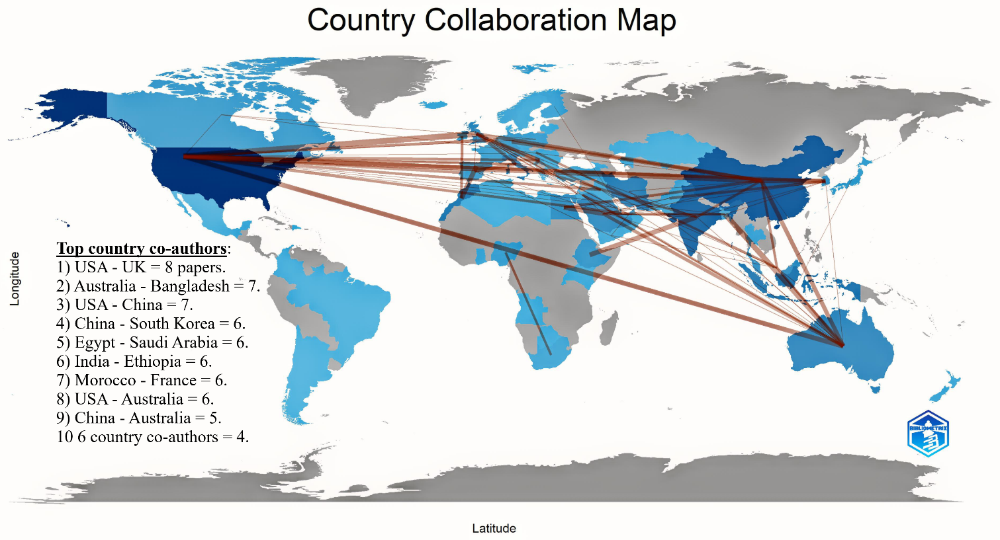 Country Collaboration Map
Longitude
Top country co-authors:
1) USA - UK = 8 papers.
2) Australia - Bangladesh = 7.
3) USA - China = 7.
4) China - South Korea = 6.
5) Egypt - Saudi Arabia = 6.
6) India - Ethiopia = 6.
7) Morocco - France = 6.
8) USA - Australia = 6.
9) China - Australia = 5.
10 6 country co-authors = 4.
BIBLIOMETRIX
Latitude